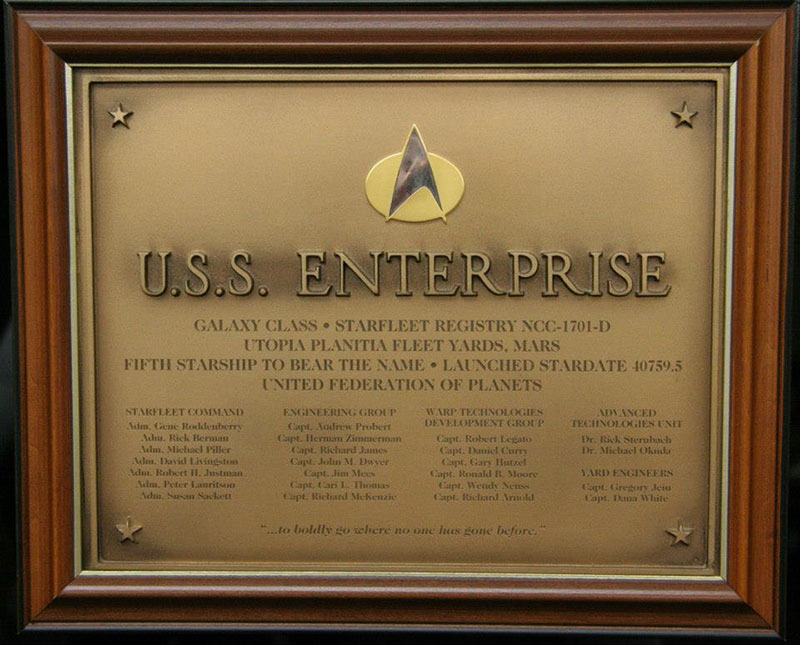 U.S.S. ENTERPRISE
GALAXY CLASS • STARFLEET REGISTRY NCC-1701-D
UTOPIA PLANITIA FLEET YARDS, MARS
FIFTH STARSHIP TO BEAR THE NAME • LAUNCHED STARDATE 40759.5
UNITED FEDERATION OF PLANETS
STARFLEET COMMAND
Adm. Gene Roddenberry
Adm. Rick Berman
Adm. Michael Piller
Adm. David Livingston
Adm. Robert H. Justman
Adm. Peter Lauritson
Adm. Susan Sackett
ENGINEERING GROUP
Capt. Andrew Probert
Capt. Herman Zimmerman
Capt. Richard James
Capt. John M. Dwyer
Capt. Jim Mees
Capt. Cari L. Thomas
Capt. Richard McKenzie
WARP TECHNOLOGIES
DEVELOPMENT GROUP
Capt. Robert Legato
Capt. Daniel Curry
Capt. Gary Hutzel
Capt. Ronald B. Moore
Capt. Wendy Neuss
Capt. Richard Arnold
ADVANCED
TECHNOLOGIES UNIT
Dr. Rick Sternbach
Dr. Michael Okuda
YARD ENGINEERS
Capt. Gregory Jein
Capt. Dana White
"...to boldly go where no one has gone before."